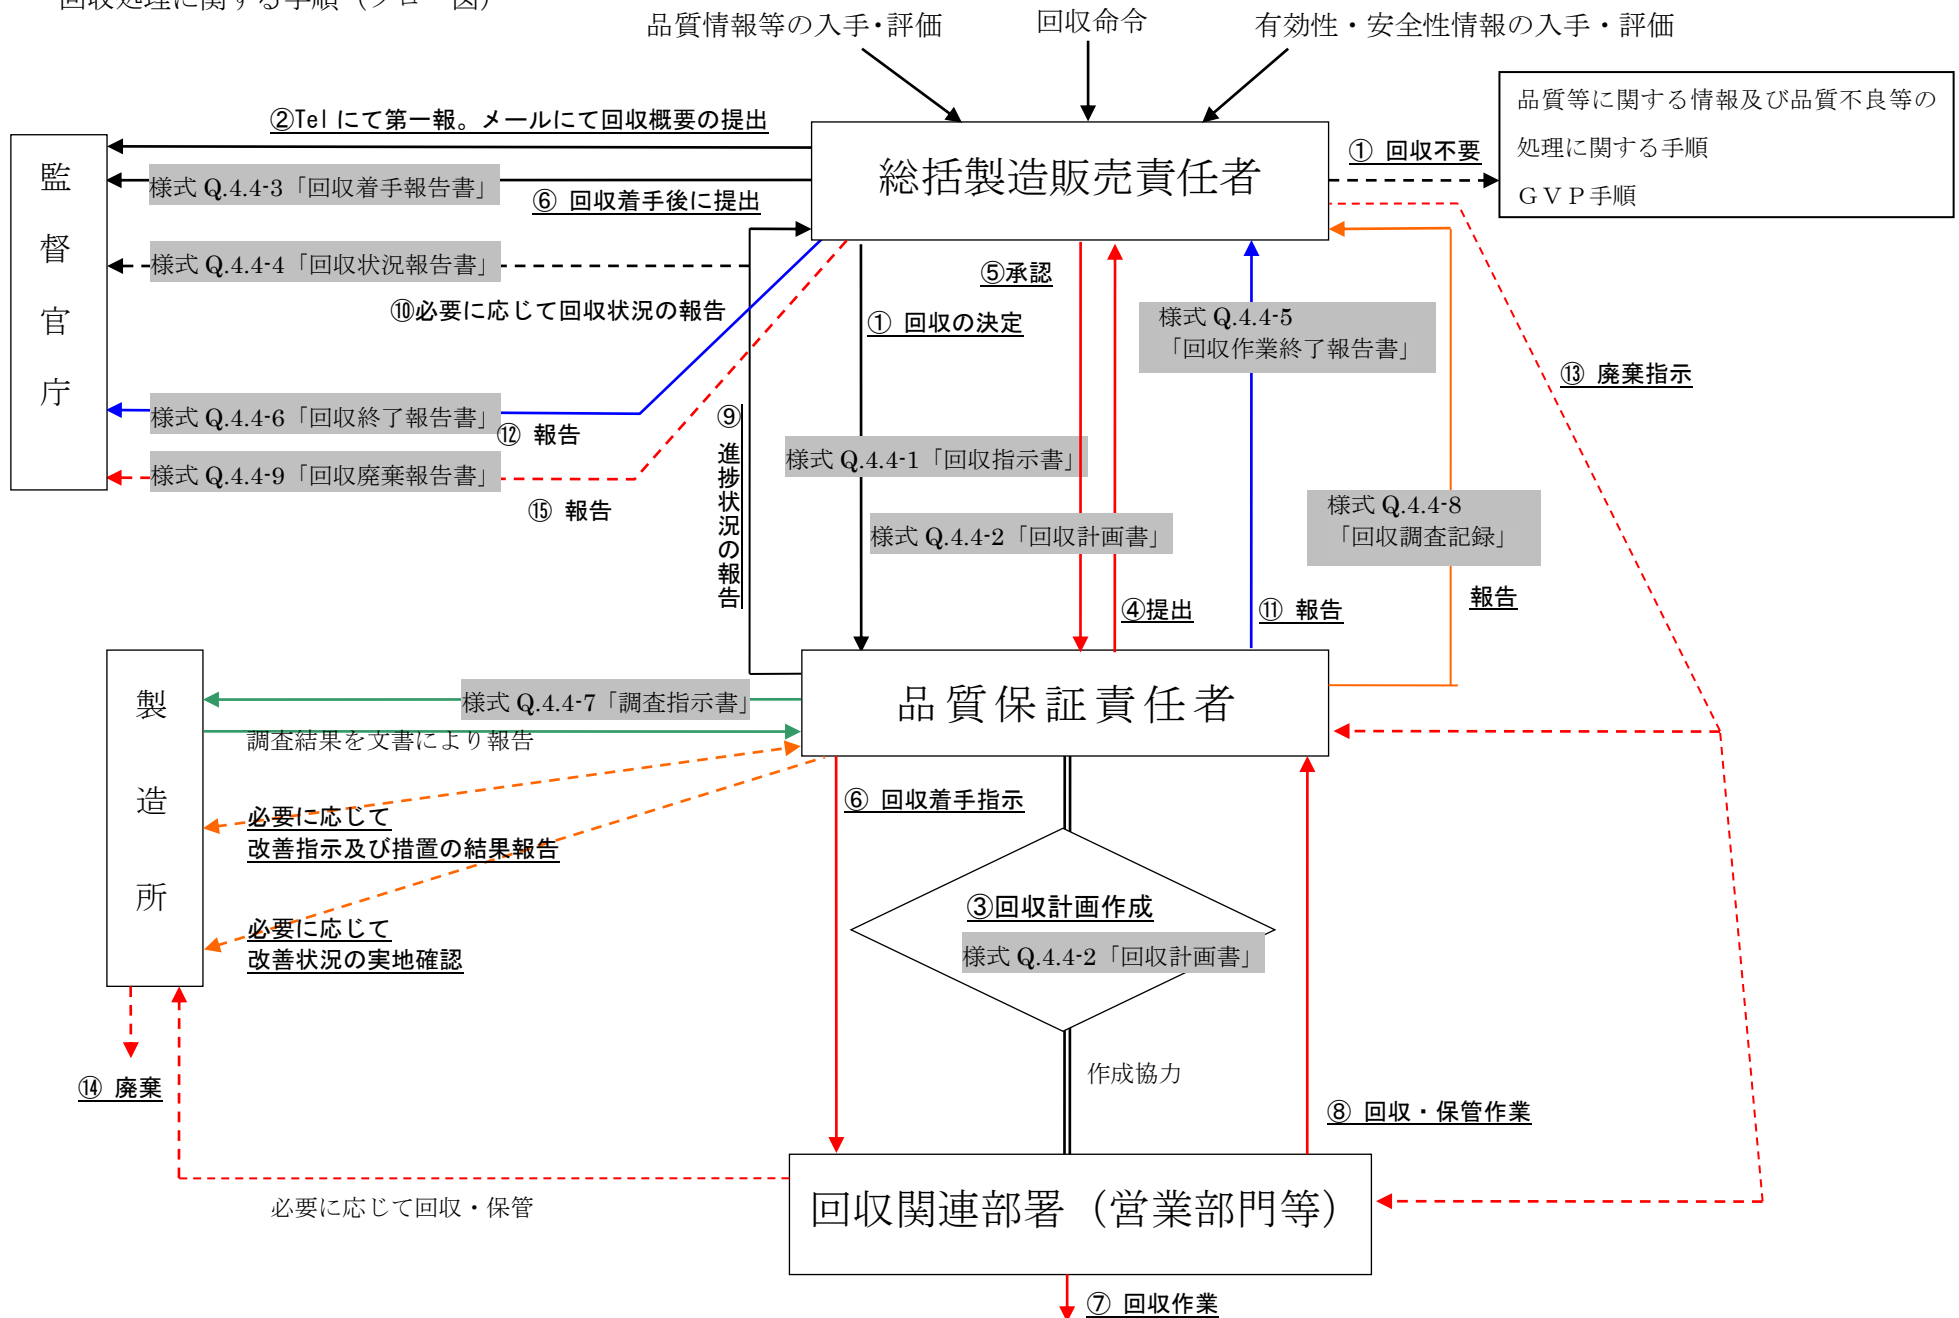 回収処理に関する手順（フロー図）
品質情報等の入手･評価
回収命令
有効性・安全性情報の入手・評価
品質等に関する情報及び品質不良等の
処理に関する手順
ＧＶＰ手順
②Tel にて第一報。メールにて回収概要の提出
総括製造販売責任者
① 回収不要
監
督
官
庁
様式 Q.4.4-3「回収着手報告書」
⑥ 回収着手後に提出
様式 Q.4.4-4「回収状況報告書」
⑩必要に応じて回収状況の報告
⑤承認
① 回収の決定
様式 Q.4.4-5
「回収作業終了報告書」
⑬ 廃棄指示
様式 Q.4.4-6「回収終了報告書」
⑫ 報告
⑨ 進捗状況の報告
様式 Q.4.4-9「回収廃棄報告書」
⑮ 報告
様式 Q.4.4-1「回収指示書」
様式 Q.4.4-2「回収計画書」
様式 Q.4.4-8
「回収調査記録」
④提出
⑪ 報告
報告
製
造
所
様式 Q.4.4-7「調査指示書」
品質保証責任者
調査結果を文書により報告
必要に応じて
改善指示及び措置の結果報告
⑥ 回収着手指示
必要に応じて
改善状況の実地確認
③回収計画作成
様式 Q.4.4-2「回収計画書」
作成協力
⑭ 廃棄
⑧ 回収・保管作業
必要に応じて回収・保管
回収関連部署（営業部門等）
⑦ 回収作業